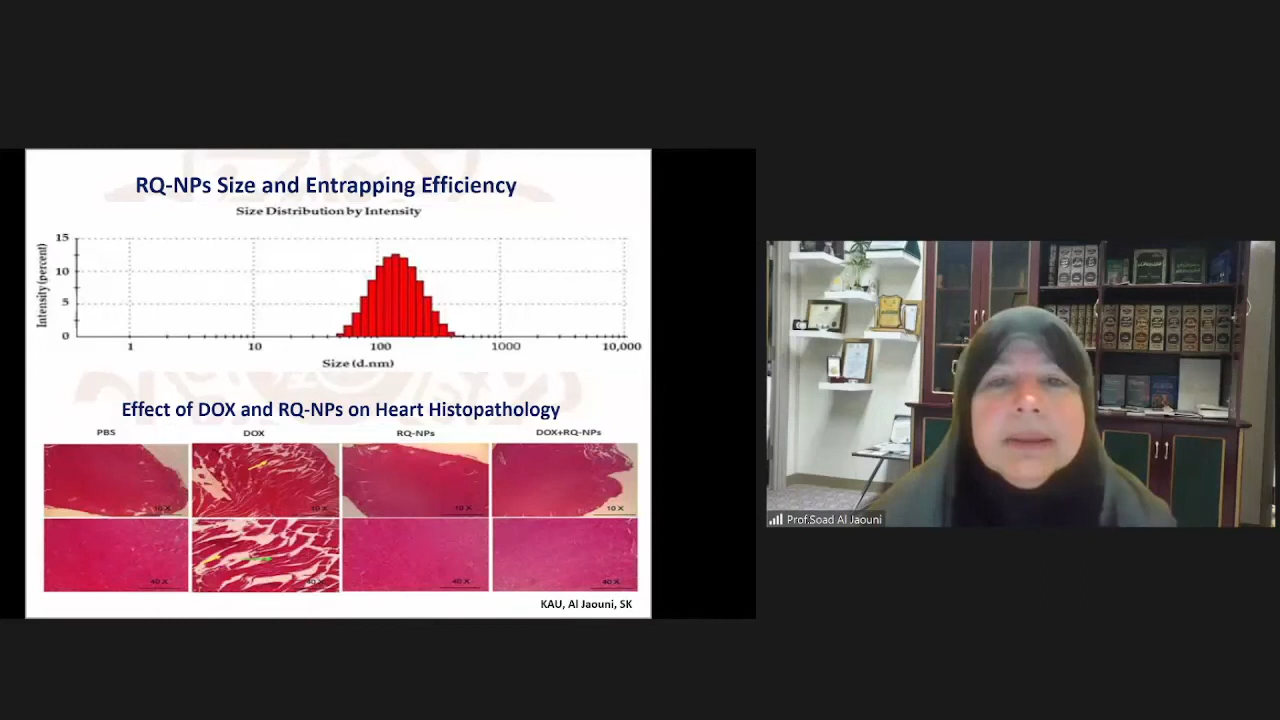 RQ-NPs Size and Entrapping Efficiency
Size Distribution by Intensity
Intensity (percent)
15
10
5
0
1 10 100 1000 10,000
Size (d.nm)
Effect of DOX and RQ-NPs on Heart Histopathology
PBS DOX RQ-NPs DOX+RQ-NPs
10 X 10 X 10 X
40 X 40 X 40 X 40 X
KAU, Al Jaouni, SK
Prof.Soad Al Jaouni